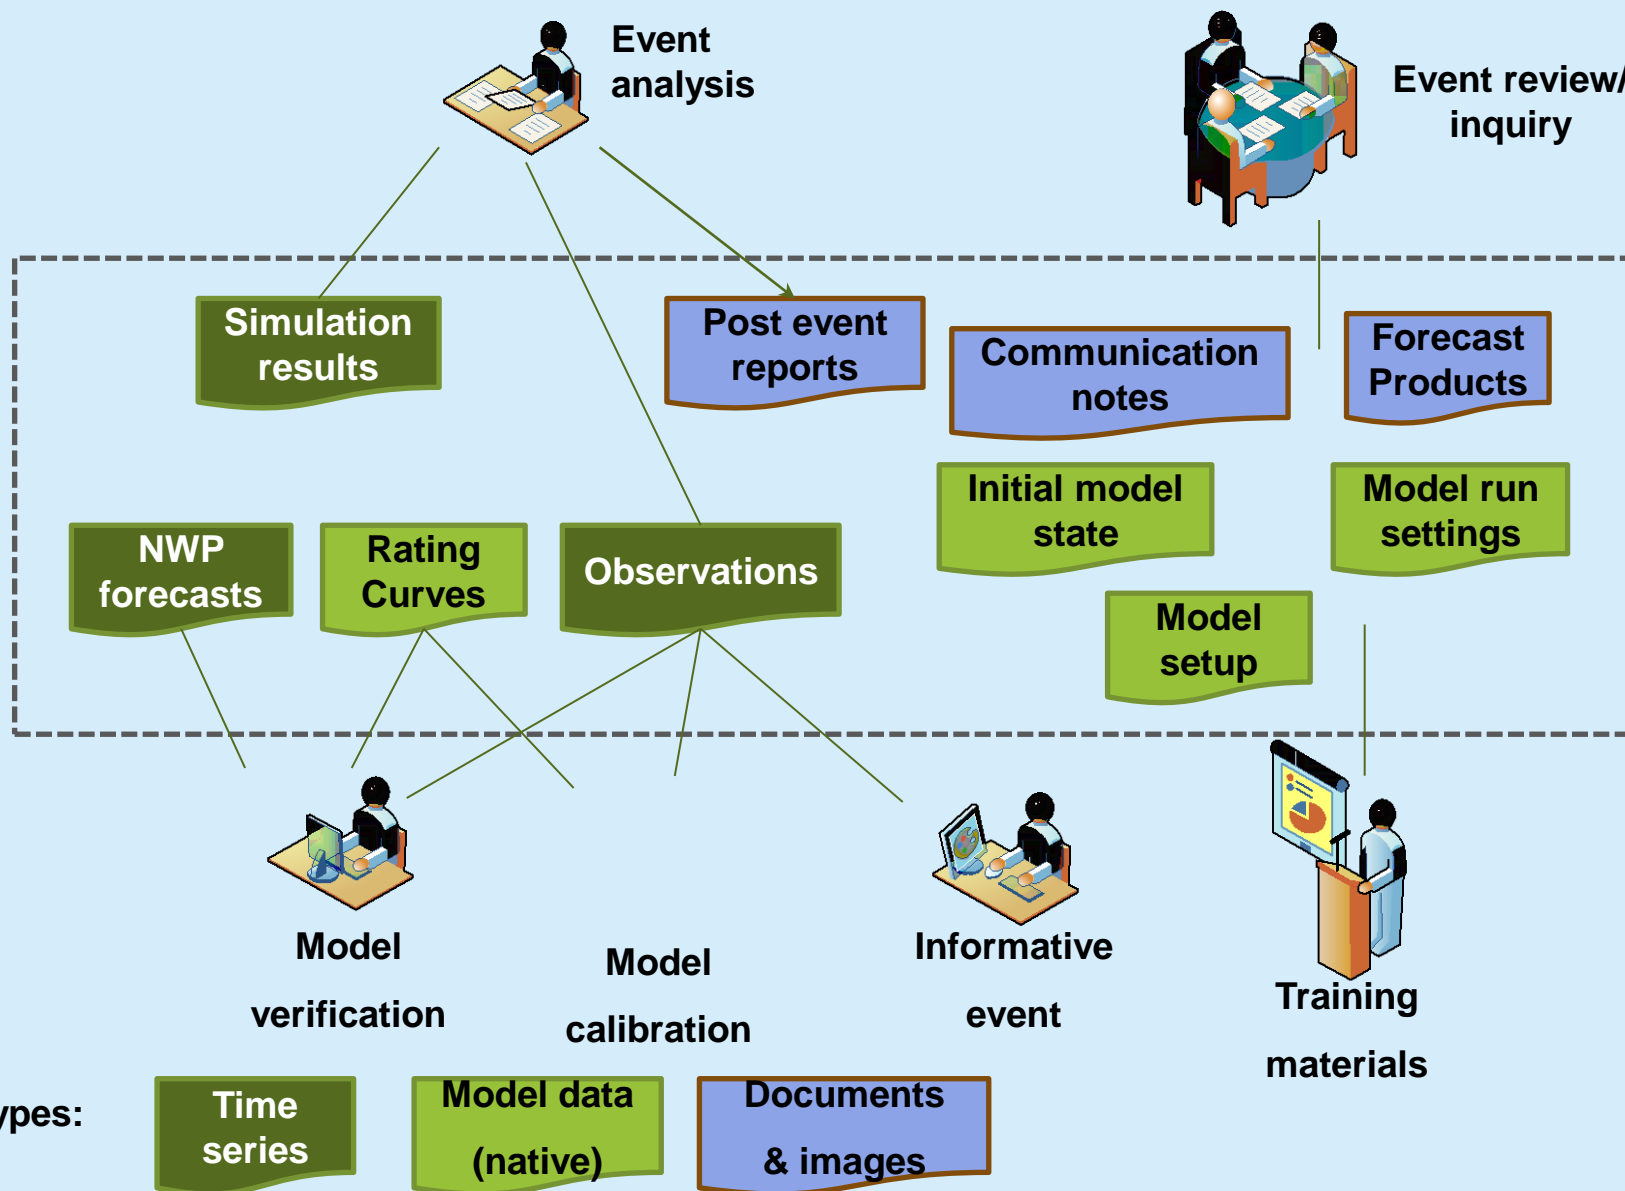 Event
analysis
Event review/
inquiry
Simulation
results
Post event
reports
Communication
notes
Forecast
Products
Initial model
state
Model run
settings
NWP
forecasts
Rating
Curves
Observations
Model
setup
Model
verification
Model
calibration
Informative
event
Training
materials
ypes:
Time
series
Model data
(native)
Documents
& images